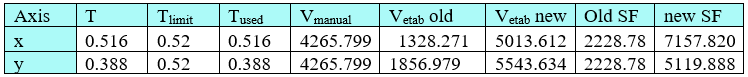 Axis T Tlimit Tused Vmanual Vetab old Vetab new Old SF new SF
x 0.516 0.52 0.516 4265.799 1328.271 5013.612 2228.78 7157.820
y 0.388 0.52 0.388 4265.799 1856.979 5543.634 2228.78 5119.888